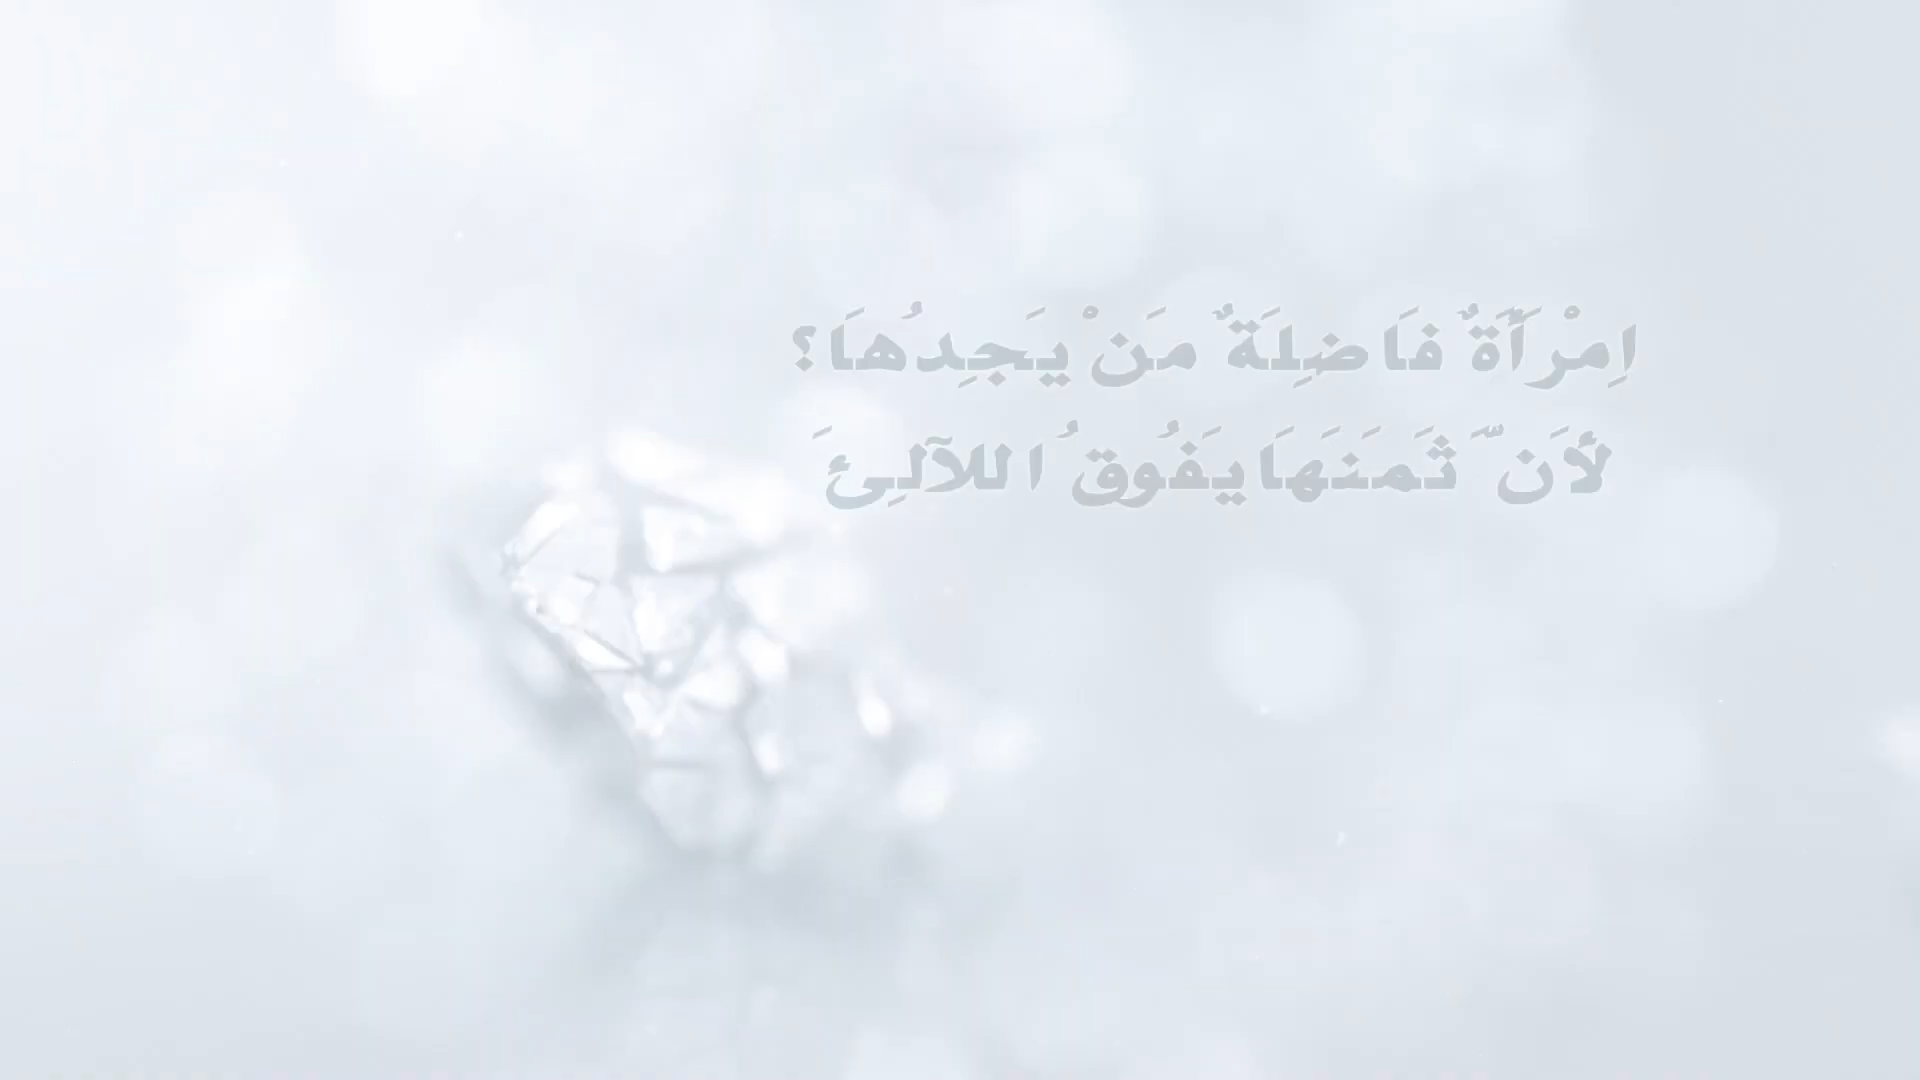 اِمْرَأَةٌ فَاضِلَةٌ مَنْ يَجِدُهَا؟
لأَنَّ ثَمَنَهَا يَفُوقُ اللآلِئَ